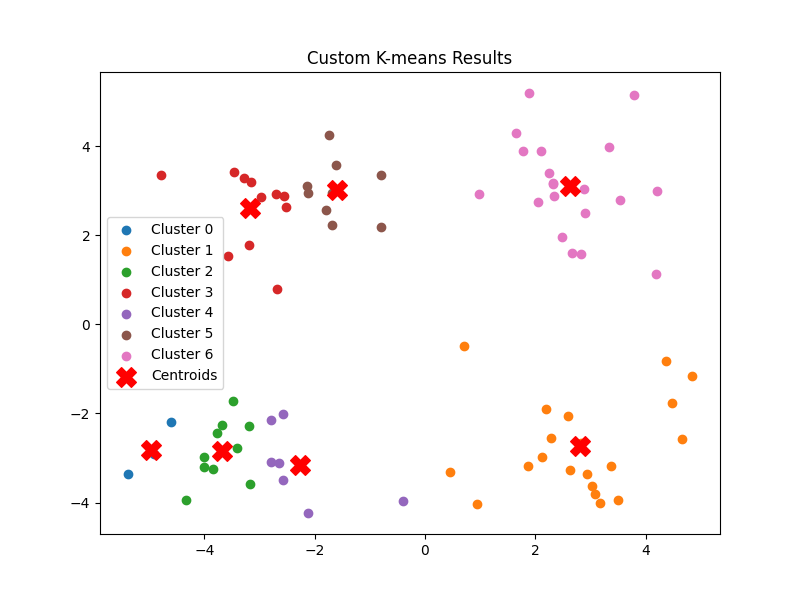 Custom K-means Results
4
2
0
−2
−4
Cluster 0
Cluster 1
Cluster 2
Cluster 3
Cluster 4
Cluster 5
Cluster 6
Centroids
−4 −2 0 2 4